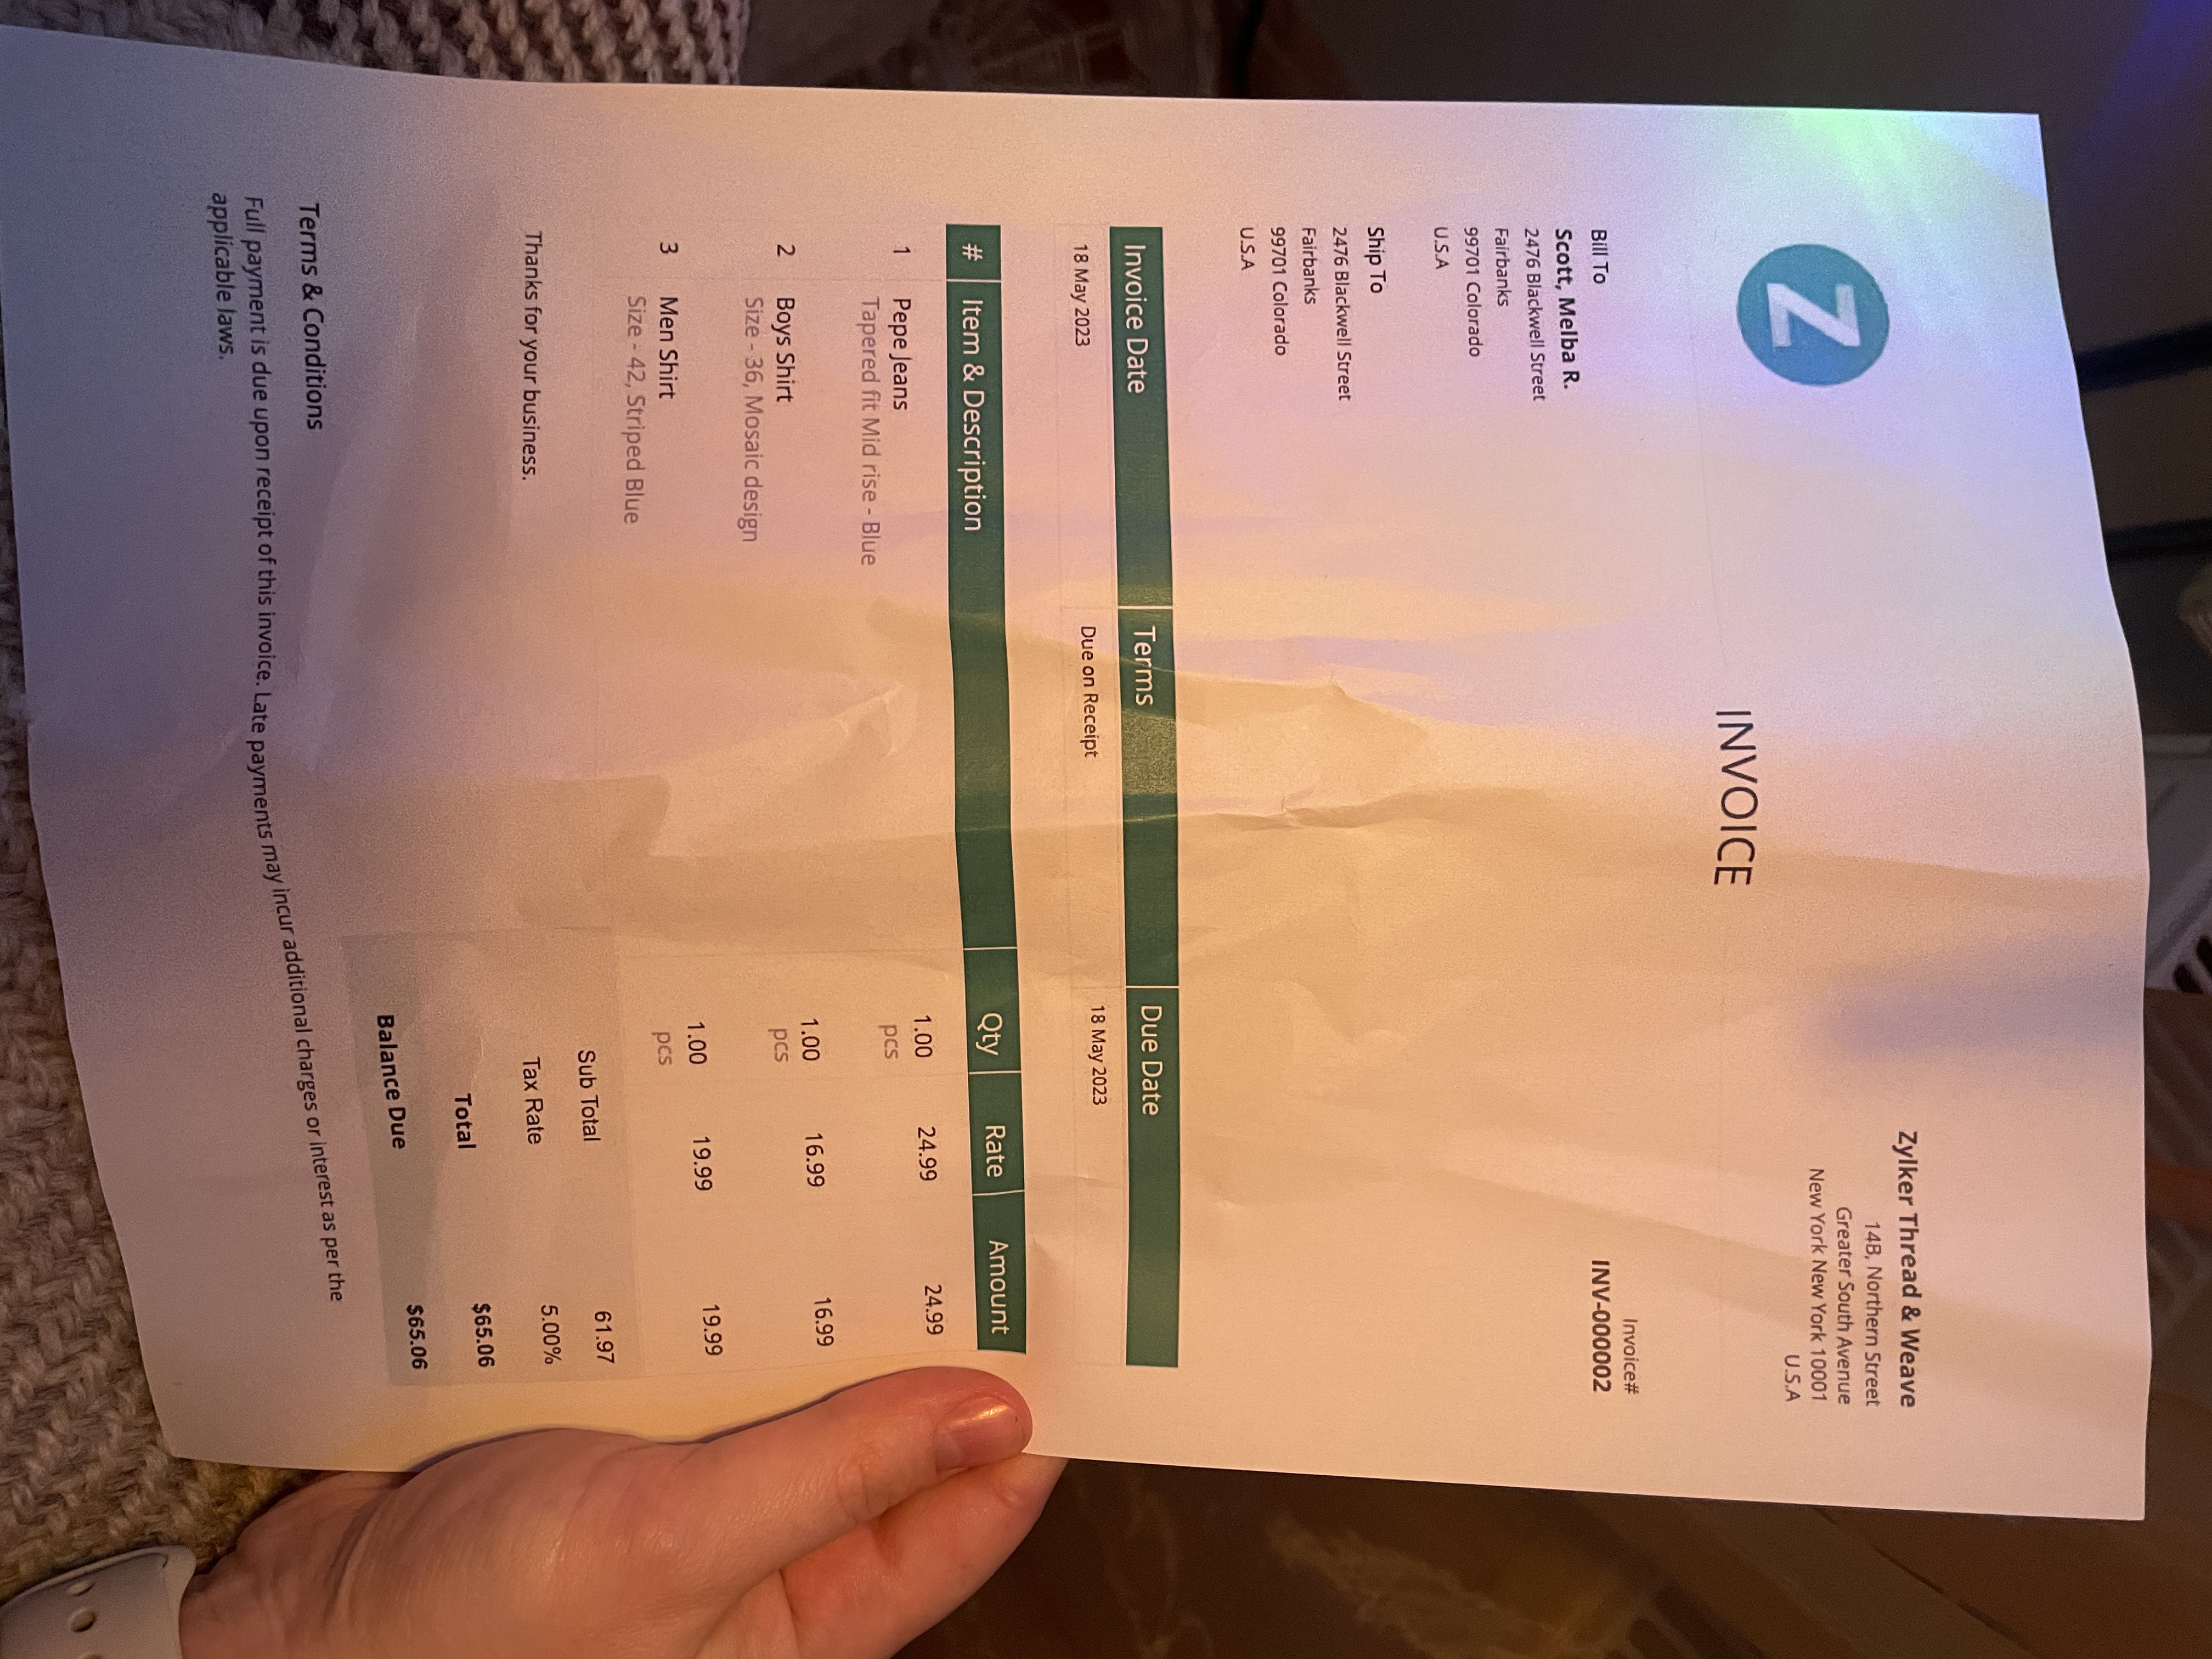 Z
Zylker Thread & Weave
14B, Northern Street
Greater South Avenue
New York New York 10001
U.S.A
INVOICE
Invoice#
INV-000002
Bill To
Scott, Melba R.
2476 Blackwell Street
Fairbanks
99701 Colorado
U.S.A
Ship To
2476 Blackwell Street
Fairbanks
99701 Colorado
U.S.A
Invoice Date Terms Due Date
18 May 2023 Due on Receipt 18 May 2023
# Item & Description Qty Rate Amount
1 Pepe Jeans 1.00 24.99 24.99
Tapered fit Mid rise - Blue pcs
2 Boys Shirt 1.00 16.99 16.99
Size - 36, Mosaic design pcs
3 Men Shirt 1.00 19.99 19.99
Size - 42, Striped Blue pcs
Sub Total 61.97
Thanks for your business.
Tax Rate 5.00%
Total $65.06
Balance Due $65.06
Terms & Conditions
Full payment is due upon receipt of this invoice. Late payments may incur additional charges or interest as per the
applicable laws.